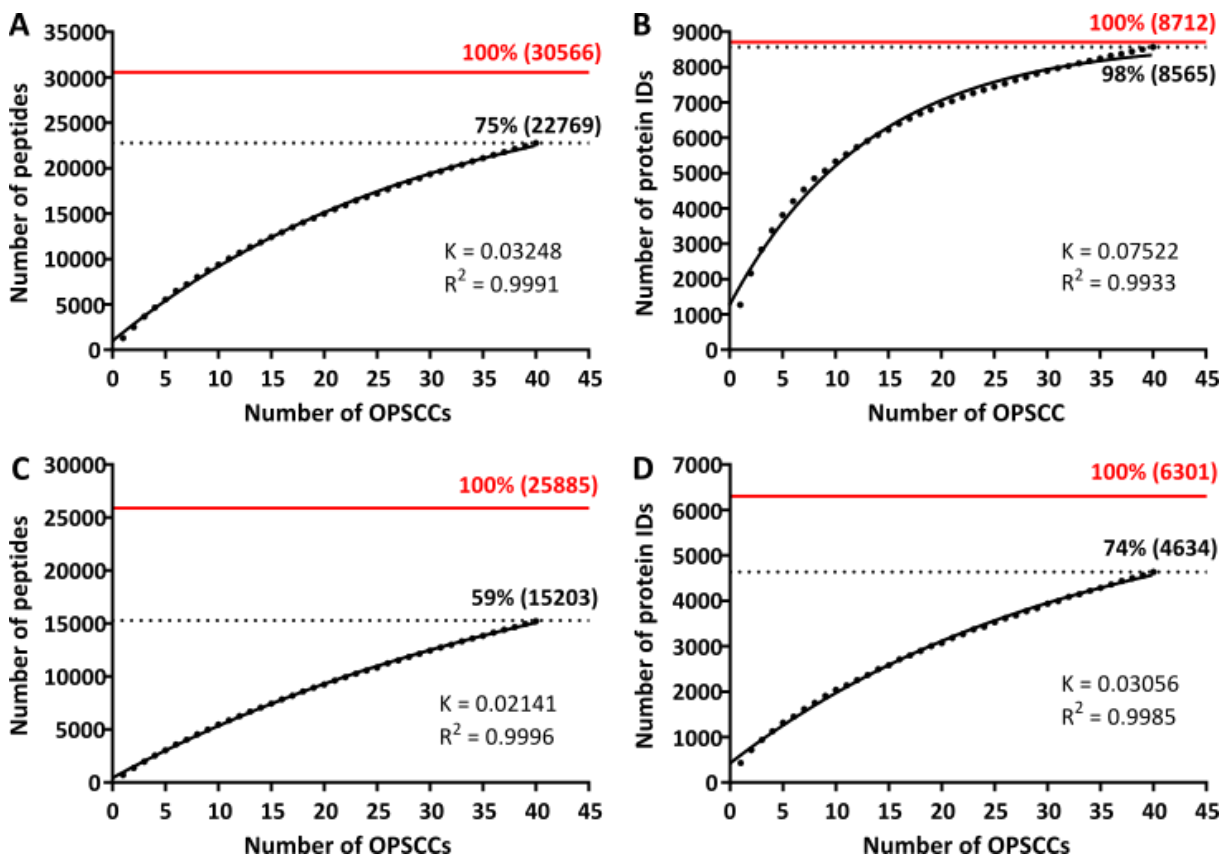 A
35000
30000
25000
20000
15000
10000
5000
0
Number of peptides
100% (30566)
75% (22769)
K = 0.03248
R² = 0.9991
0 5 10 15 20 25 30 35 40 45
Number of OPSCCs
B
9000
8000
7000
6000
5000
4000
3000
2000
1000
0
Number of protein IDs
100% (8712)
98% (8565)
K = 0.07522
R² = 0.9933
0 5 10 15 20 25 30 35 40 45
Number of OPSCC
C
30000
25000
20000
15000
10000
5000
0
Number of peptides
100% (25885)
59% (15203)
K = 0.02141
R² = 0.9996
0 5 10 15 20 25 30 35 40 45
Number of OPSCCs
D
7000
6000
5000
4000
3000
2000
1000
0
Number of protein IDs
100% (6301)
74% (4634)
K = 0.03056
R² = 0.9985
0 5 10 15 20 25 30 35 40 45
Number of OPSCCs